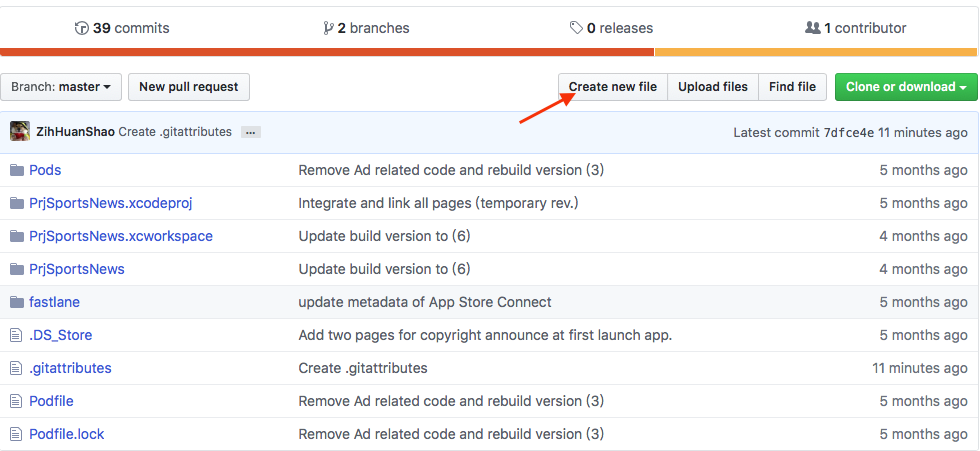 39 commits 2 branches 0 releases 1 contributor
Branch: master New pull request Create new file Upload files Find file Clone or download
ZihHuanShao Create .gitattributes ... Latest commit 7dfce4e 11 minutes ago
Pods Remove Ad related code and rebuild version (3) 5 months ago
PrjSportsNews.xcodeproj Integrate and link all pages (temporary rev.) 5 months ago
PrjSportsNews.xcworkspace Update build version to (6) 4 months ago
PrjSportsNews Update build version to (6) 4 months ago
fastlane update metadata of App Store Connect 5 months ago
.DS_Store Add two pages for copyright announce at first launch app. 5 months ago
.gitattributes Create .gitattributes 11 minutes ago
Podfile Remove Ad related code and rebuild version (3) 5 months ago
Podfile.lock Remove Ad related code and rebuild version (3) 5 months ago